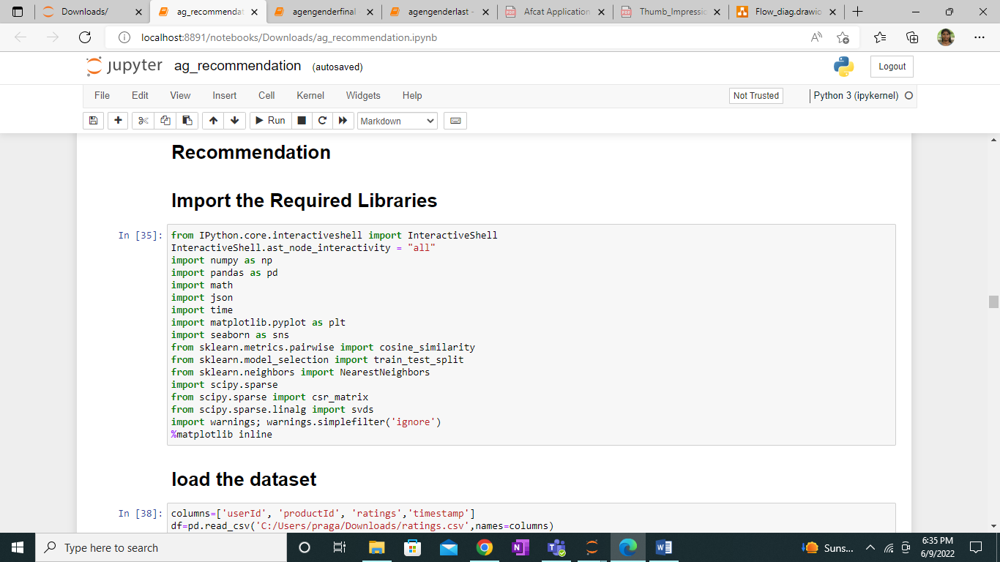 Downloads/
ag_recommendat
agengenderfinal
agengenderlast -
Afcat Application
Thumb_Impressic
Flow_diag.drawio
localhost:8891/notebooks/Downloads/ag_recommendation.ipynb
jupyter ag_recommendation (autosaved)
Logout
File Edit View Insert Cell Kernel Widgets Help
Not Trusted
Python 3 (ipykernel)
Run
Markdown
Recommendation
Import the Required Libraries
In [35]:
from IPython.core.interactiveshell import InteractiveShell
InteractiveShell.ast_node_interactivity = "all"
import numpy as np
import pandas as pd
import math
import json
import time
import matplotlib.pyplot as plt
import seaborn as sns
from sklearn.metrics.pairwise import cosine_similarity
from sklearn.model_selection import train_test_split
from sklearn.neighbors import NearestNeighbors
import scipy.sparse
from scipy.sparse import csr_matrix
from scipy.sparse.linalg import svds
import warnings; warnings.simplefilter('ignore')
%matplotlib inline
load the dataset
In [38]:
columns=['userId', 'productId', 'ratings','timestamp']
df=pd.read_csv('C:/Users/praga/Downloads/ratings.csv',names=columns)
Type here to search
Suns...
6:35 PM
6/9/2022